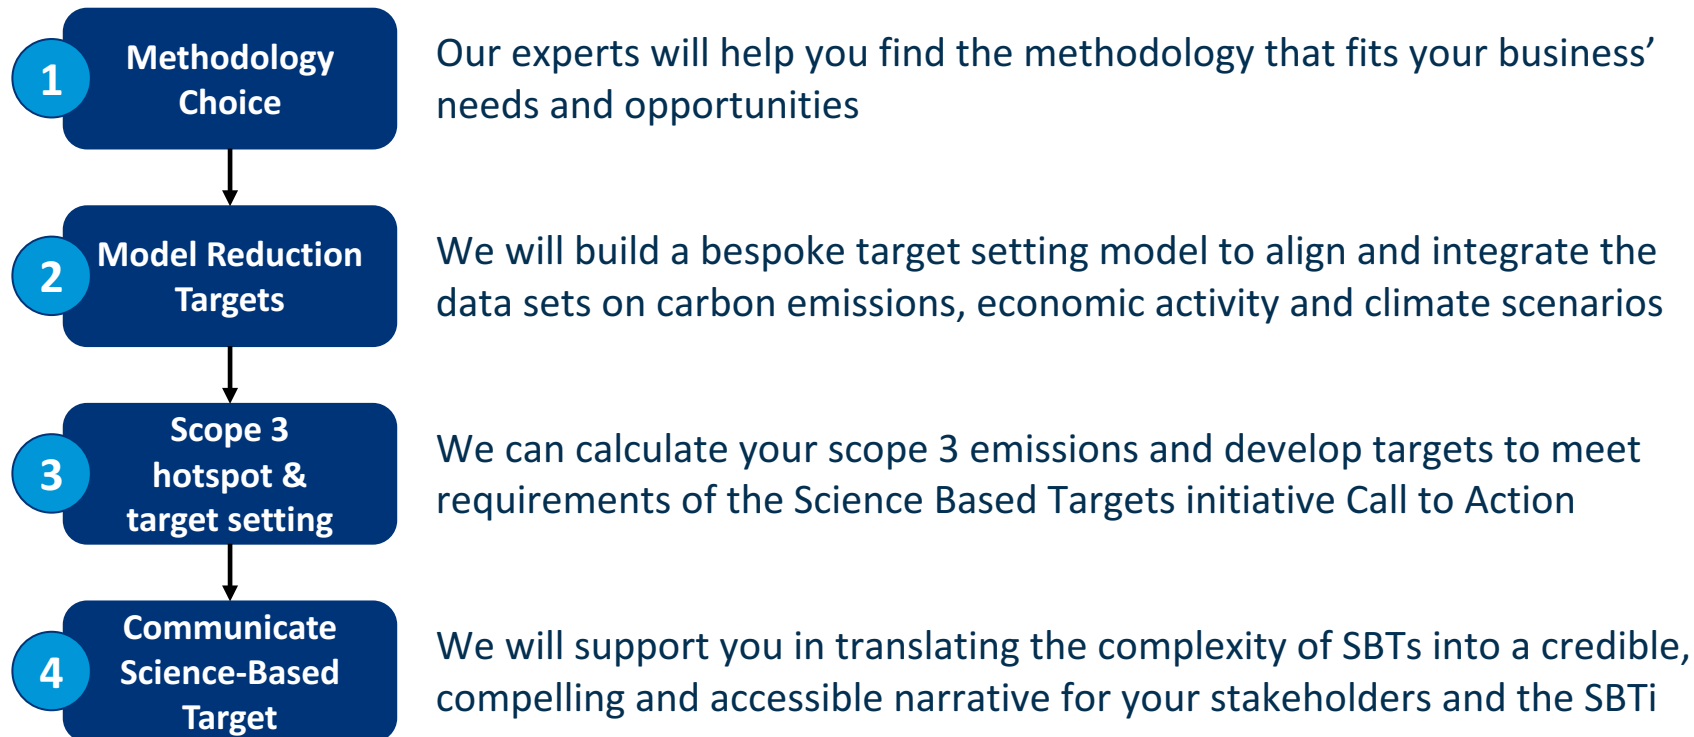 1
Methodology
Choice
Our experts will help you find the methodology that fits your business’
needs and opportunities
2
Model Reduction
Targets
We will build a bespoke target setting model to align and integrate the
data sets on carbon emissions, economic activity and climate scenarios
3
Scope 3
hotspot &
target setting
We can calculate your scope 3 emissions and develop targets to meet
requirements of the Science Based Targets initiative Call to Action
4
Communicate
Science-Based
Target
We will support you in translating the complexity of SBTs into a credible,
compelling and accessible narrative for your stakeholders and the SBTi